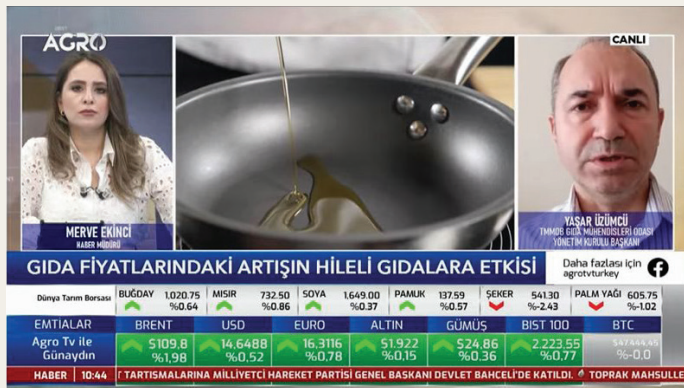 AGRO
CANLI
MERVE EKİNCİ
HABER MÜDÜRÜ
YAŞAR ÜZÜMCÜ
TMMOB GIDA MÜHENDİSLERİ ODASI
YÖNETİM KURULU BAŞKANI
GIDA FİYATLARINDAKİ ARTIŞIN HİLELİ GIDALARA ETKİSİ
Daha fazlası için
agrotvturkey
Dünya Tarım Borsası
BUĞDAY 1,020.75 MISIR 732.50 SOYA 1,649.00 PAMUK 137.59 ŞEKER 541.30 PALM YAĞI 605.75
%0.64 %0.86 %0.37 %0.57 %-2.43 %-1.02
EMTİALAR BRENT USD EURO ALTIN GÜMÜŞ BIST 100 BTC
Agro Tv ile $109,8 14,6488 16,3116 $1.922 $24,86 2.223,55 $47444.45
Günaydın %1,98 %0,52 %0,78 %0,15 %0.36 %0.77 %-0,0
HABER 10:44 TARTIŞMALARINA MİLLİYETÇİ HAREKET PARTİSİ GENEL BAŞKANI DEVLET BAHCELİ'DE KATILDI. TOPRAK MAHSULLE